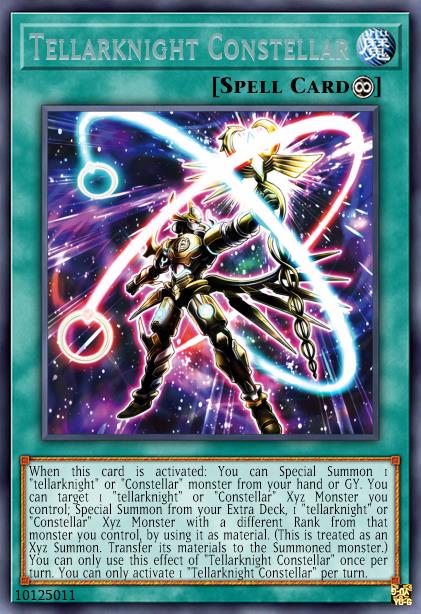 TELLARKNIGHT CONSTELLAR
魔
[SPELL CARD]
When this card is activated: You can Special Summon 1
"tellarknight" or "Constellar" monster from your hand or GY. You
can target 1 "tellarknight" or "Constellar" Xyz Monster you
control; Special Summon from your Extra Deck, 1 "tellarknight" or
"Constellar" Xyz Monster with a different Rank from that
monster you control, by using it as material. (This is treated as an
Xyz Summon. Transfer its materials to the Summoned monster.)
You can only use this effect of "Tellarknight Constellar" once per
turn. You can only activate 1 "Tellarknight Constellar" per turn.
10125011